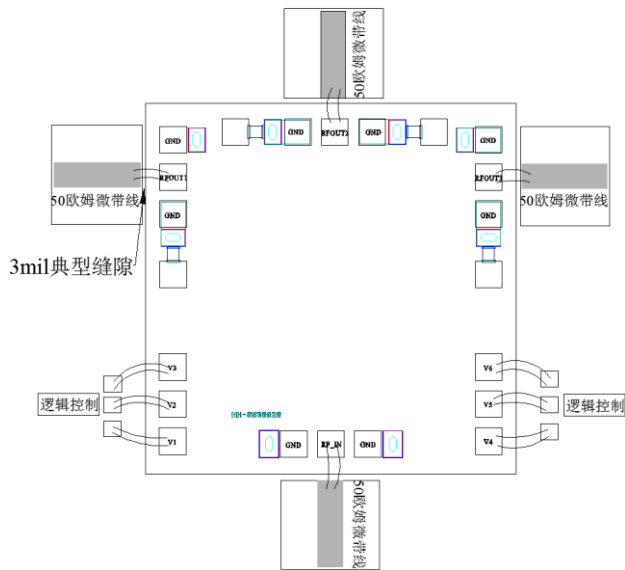 50欧姆微带线
GND
GND
RFOUT2
GND
GND
RFOUT1
RFOUT3
50欧姆微带线
50欧姆微带线
GND
GND
3mil典型缝隙
V3
V6
逻辑控制
V2
V5
逻辑控制
V1
GND
RF_IN
GND
V4
50欧姆微带线